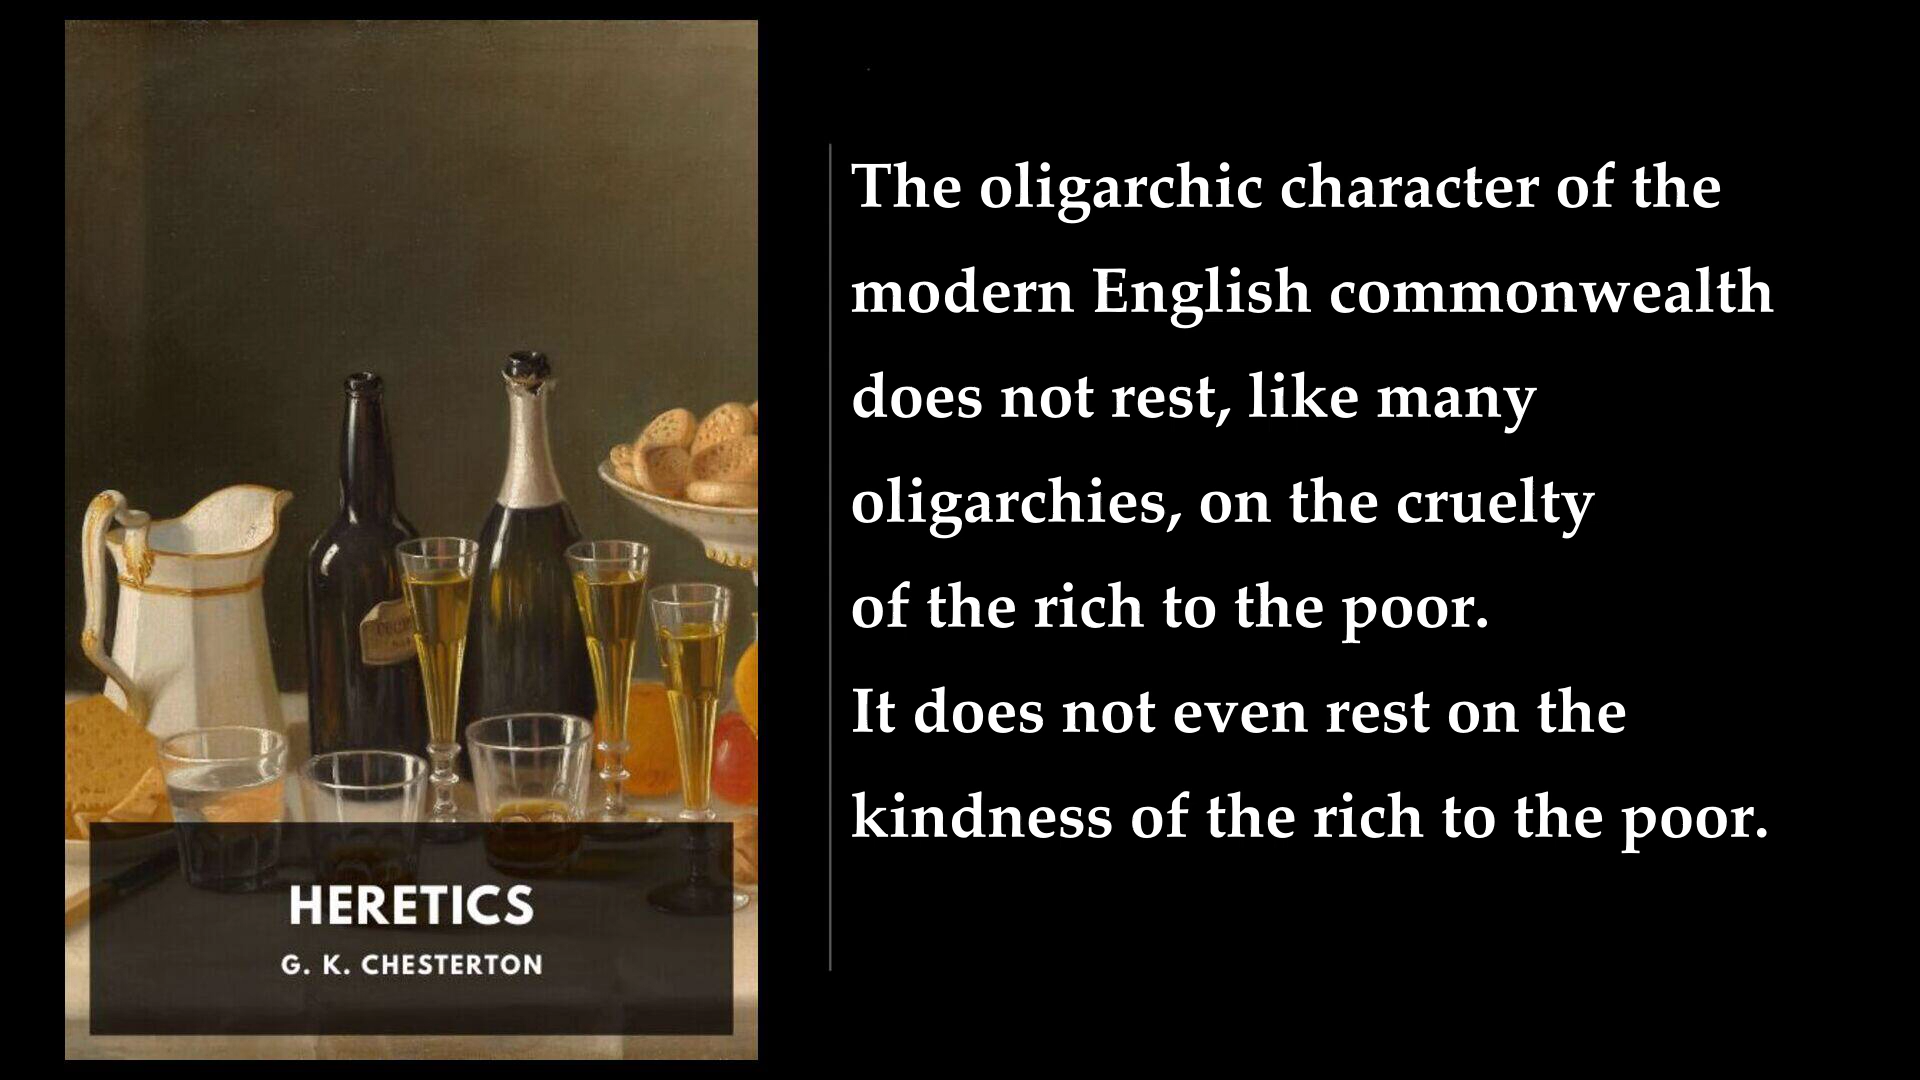 The oligarchic character of the
modern English commonwealth
does not rest, like many
oligarchies, on the cruelty
of the rich to the poor.
It does not even rest on the
kindness of the rich to the poor.
HERETICS
G. K. CHESTERTON